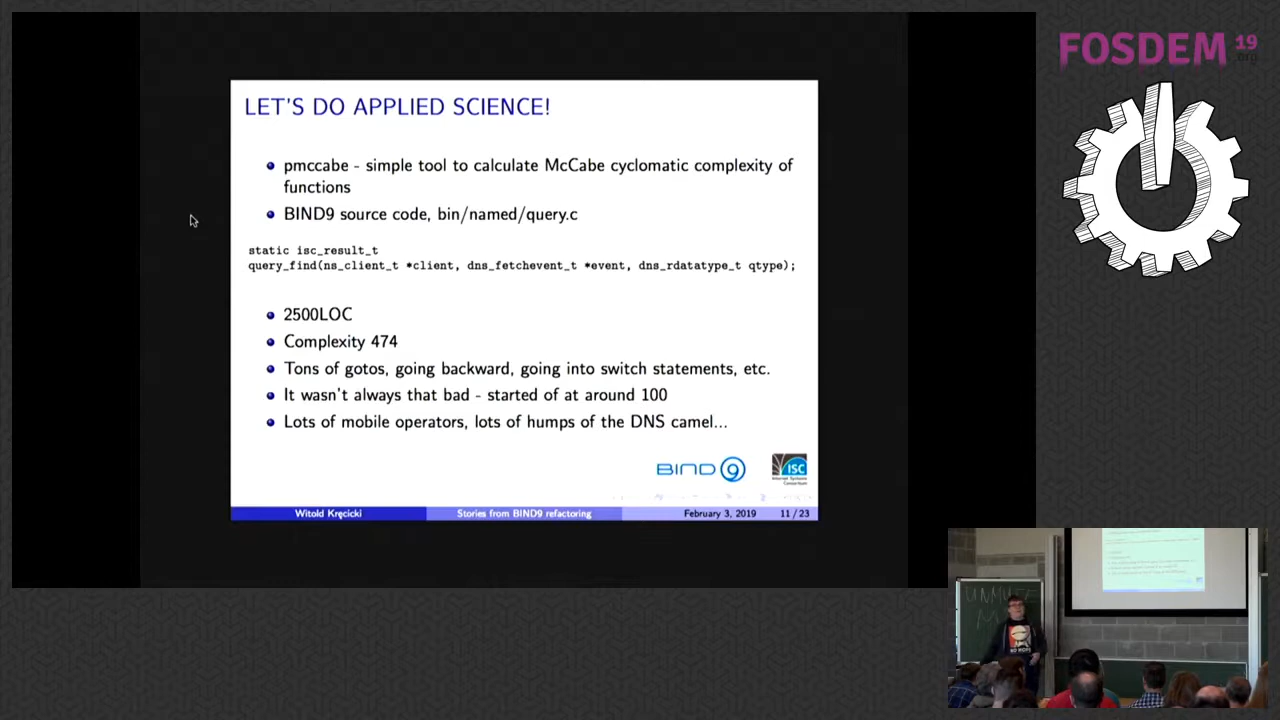 FOSDEM 19
.org
LET'S DO APPLIED SCIENCE!
pmccabe - simple tool to calculate McCabe cyclomatic complexity of
functions
BIND9 source code, bin/named/query.c
static isc_result_t
query_find(ns_client_t *client, dns_fetchevent_t *event, dns_rdatatype_t qtype);
2500LOC
Complexity 474
Tons of gotos, going backward, going into switch statements, etc.
It wasn't always that bad - started of at around 100
Lots of mobile operators, lots of humps of the DNS camel...
BIND 9
ISC
Internet Systems
Consortium
Witold Kręcicki
Stories from BIND9 refactoring
February 3, 2019
11 / 23
UNMUTE